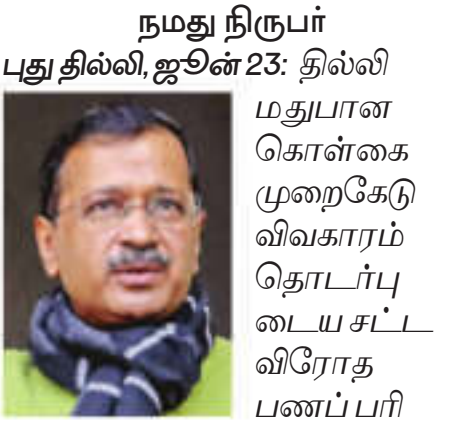 நமது நிருபர்
புது தில்லி, ஜூன் 23: தில்லி
மதுபான
கொள்கை
முறைகேடு
விவகாரம்
தொடர்பு
டைய சட்ட
விரோத
பணப் பரி